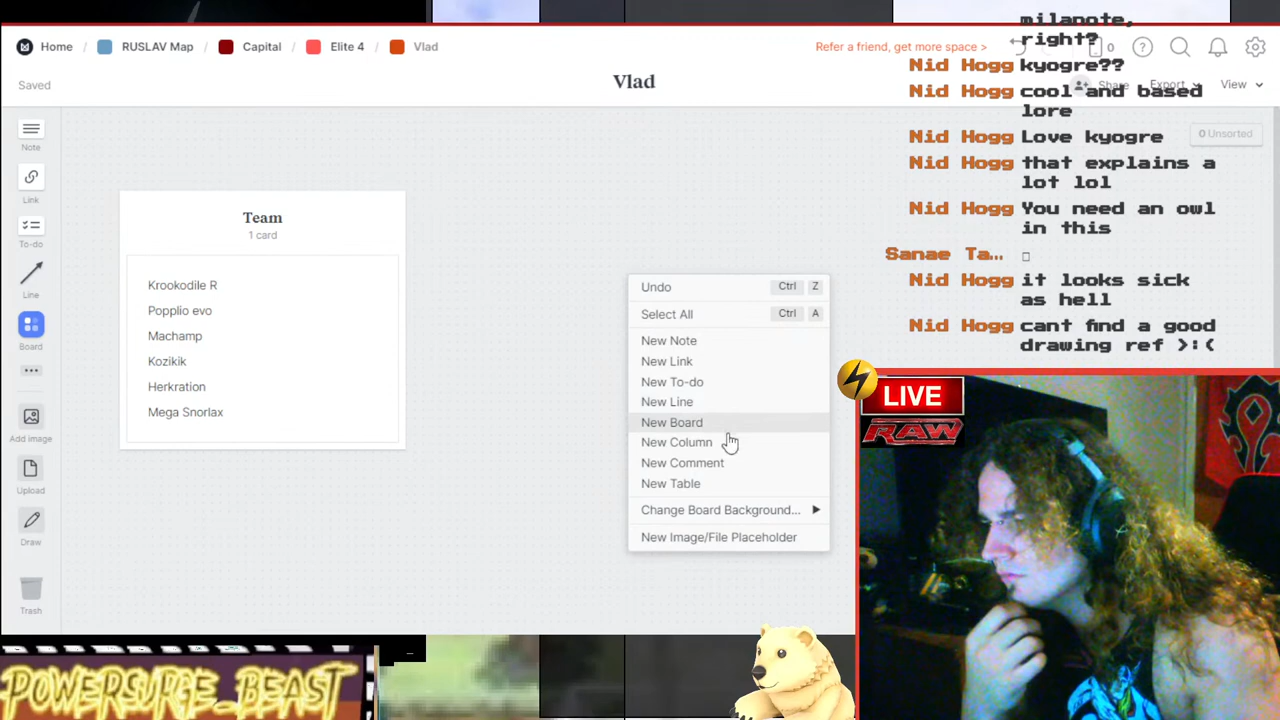 Home / RUSLAV Map / Capital / Elite 4 / Vlad
Refer a friend, get more space >
0
Saved
Vlad
Share
Export
View
0 Unsorted
Note
Link
To-do
Line
Board
Add image
Upload
Draw
Trash
Team
1 card
Krookodile R
Popplio evo
Machamp
Kozikik
Herkration
Mega Snorlax
Undo Ctrl Z
Select All Ctrl A
New Note
New Link
New To-do
New Line
New Board
New Column
New Comment
New Table
Change Board Background...
New Image/File Placeholder
milanote,
right?
Nid Hogg kyogre??
Nid Hogg cool and based
lore
Nid Hogg Love kyogre
Nid Hogg that explains a
lot lol
Nid Hogg You need an owl
in this
Sanae Ta...
Nid Hogg it looks sick
as hell
Nid Hogg cant find a good
drawing ref >:(
LIVE
RAW
POWERSURGE_BEAST